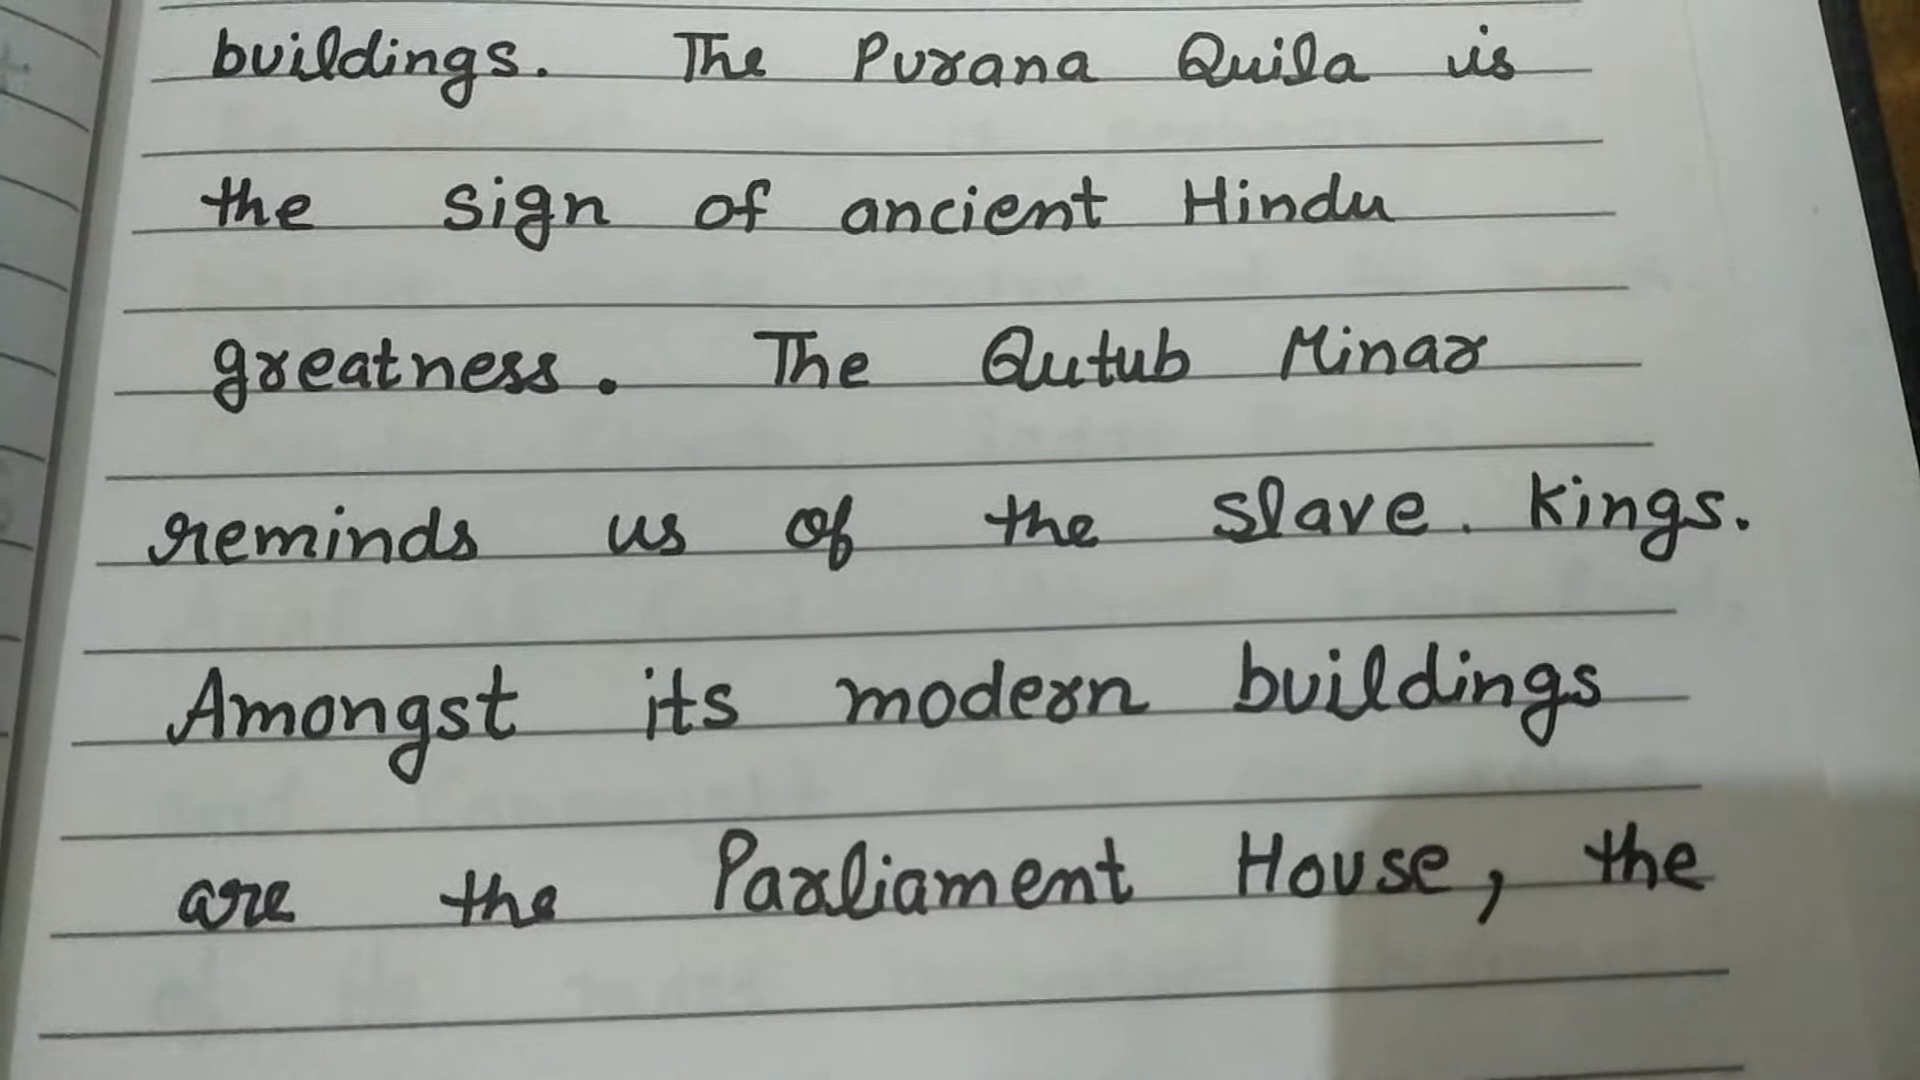 buildings. The Purana Quila is
the sign of ancient Hindu
greatness. The Qutub Minar
reminds us of the slave. kings.
Amongst its modern buildings
are the Parliament House, the